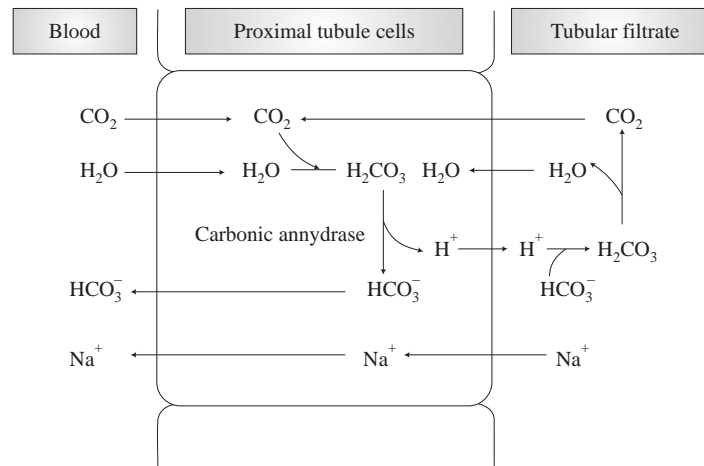 Blood Proximal tubule cells Tubular filtrate
CO₂ CO₂ CO₂
H₂O H₂O H₂CO₃ H₂O H₂O
Carbonic annydrase H⁺ H⁺ H₂CO₃
HCO₃⁻ HCO₃⁻ HCO₃⁻
Na⁺ Na⁺ Na⁺